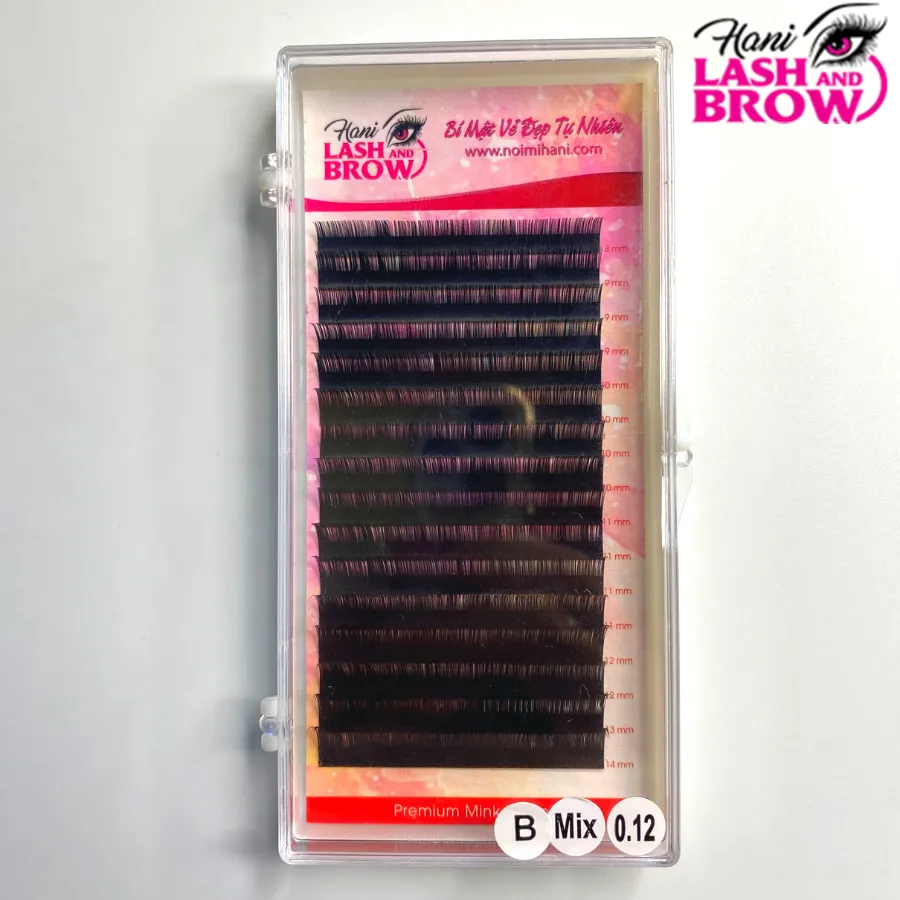 Hani
LASH AND
BROW
Hani
LASH AND
BROW
Bí Mật Vẻ Đẹp Tự Nhiên
www.noimihani.com
8 mm
9 mm
9 mm
9 mm
10 mm
10 mm
10 mm
10 mm
11 mm
11 mm
11 mm
11 mm
12 mm
12 mm
13 mm
14 mm
Premium Mink
B
Mix
0.12